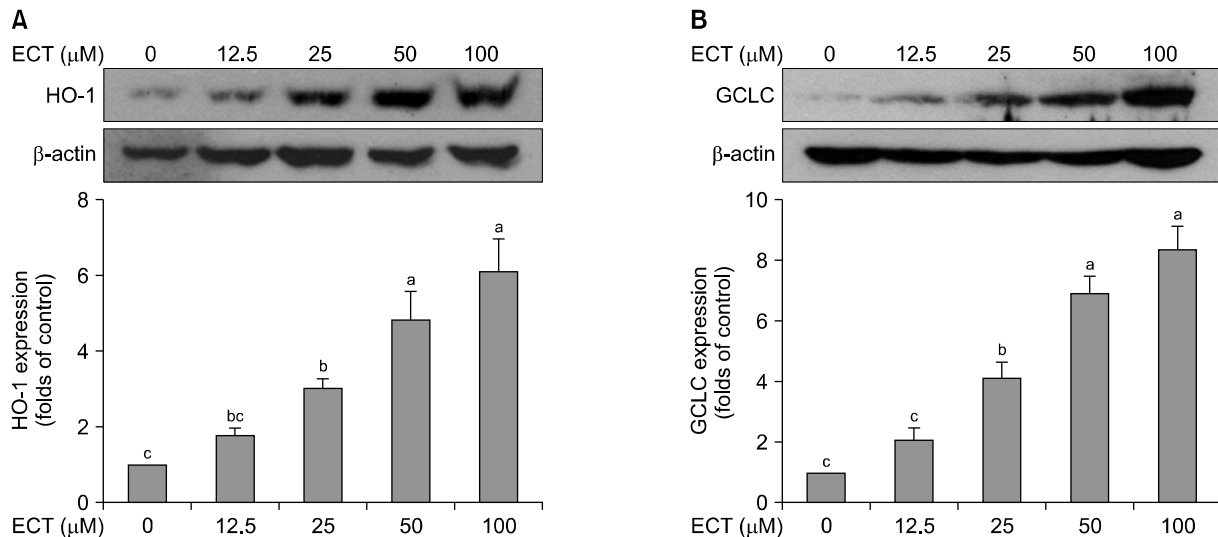 A
ECT (μM) 0 12.5 25 50 100
HO-1
β-actin
8
6
4
2
0
HO-1 expression
(folds of control)
c
bc
b
a
a
ECT (μM) 0 12.5 25 50 100
B
ECT (μM) 0 12.5 25 50 100
GCLC
β-actin
10
8
6
4
2
0
GCLC expression
(folds of control)
c
c
b
a
a
ECT (μM) 0 12.5 25 50 100